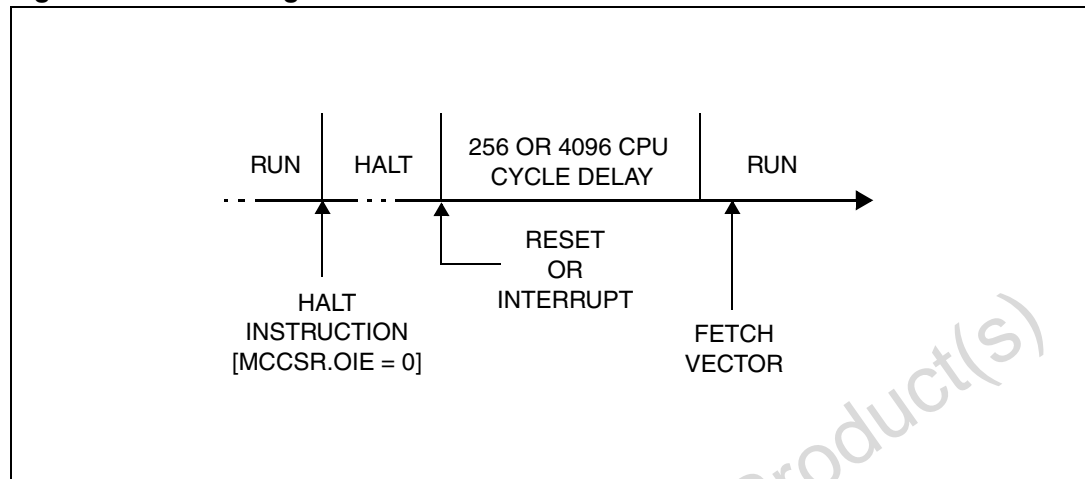 RUN
HALT
256 OR 4096 CPU
CYCLE DELAY
RUN
RESET
OR
INTERRUPT
HALT
INSTRUCTION
[MCCSR.OIE = 0]
FETCH
VECTOR